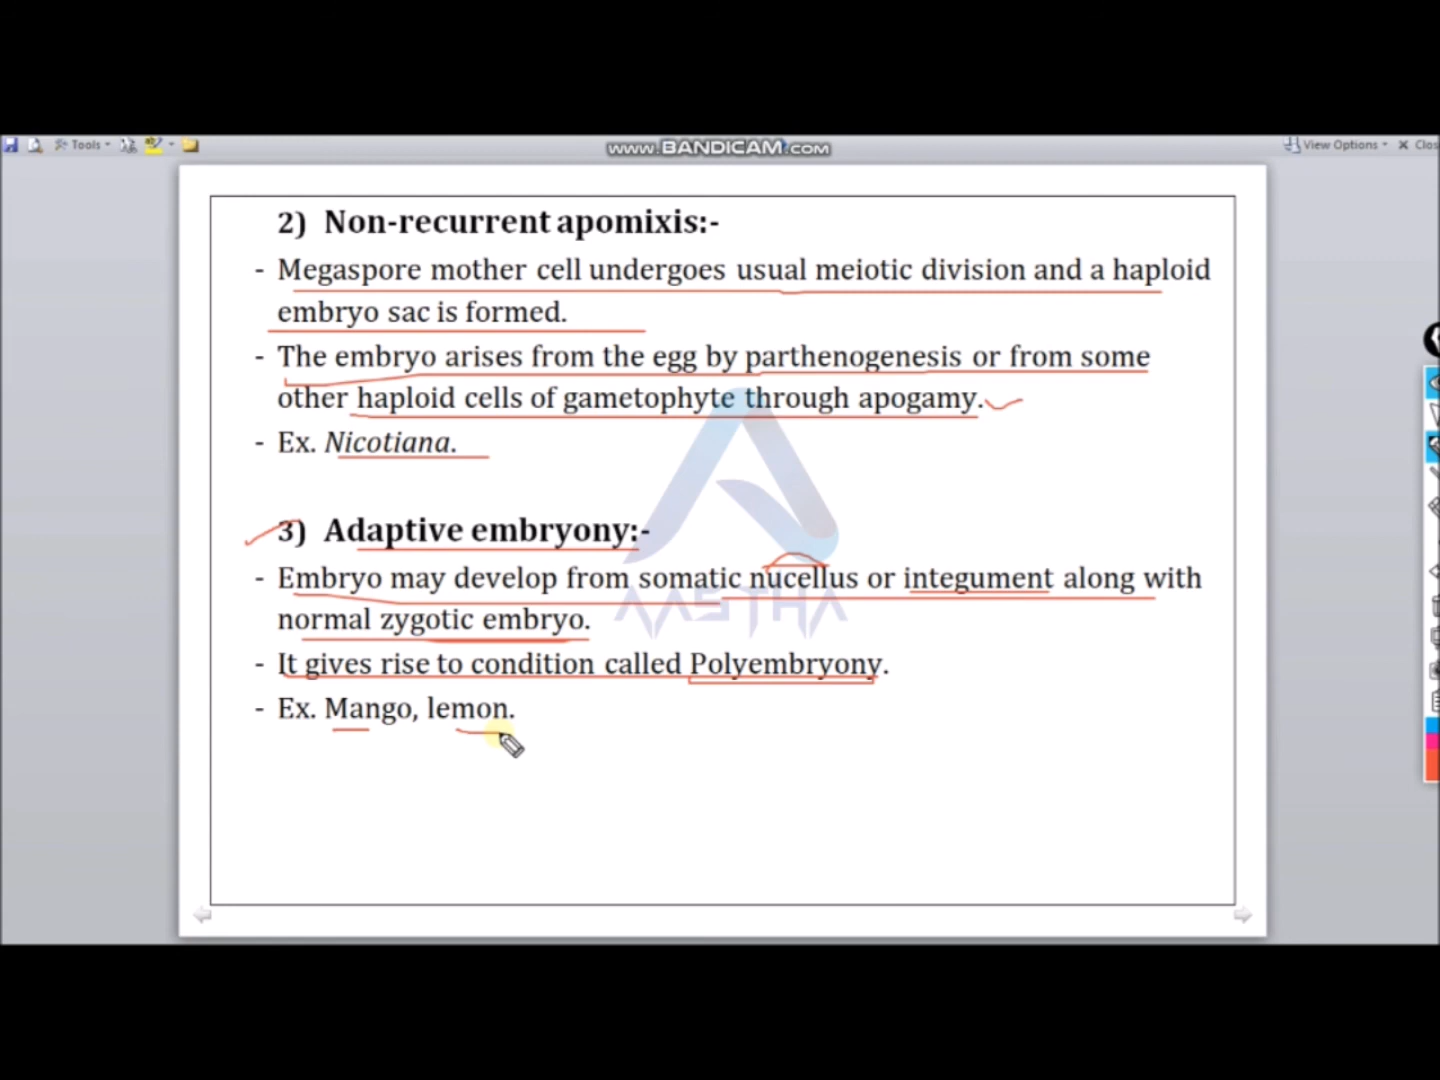 Tools
www.BANDICAM.com
View Options
Clos
2) Non-recurrent apomixis:-
- Megaspore mother cell undergoes usual meiotic division and a haploid
embryo sac is formed.
- The embryo arises from the egg by parthenogenesis or from some
other haploid cells of gametophyte through apogamy.
- Ex. Nicotiana.
3) Adaptive embryony:-
- Embryo may develop from somatic nucellus or integument along with
normal zygotic embryo.
AASTHA
- It gives rise to condition called Polyembryony.
- Ex. Mango, lemon.